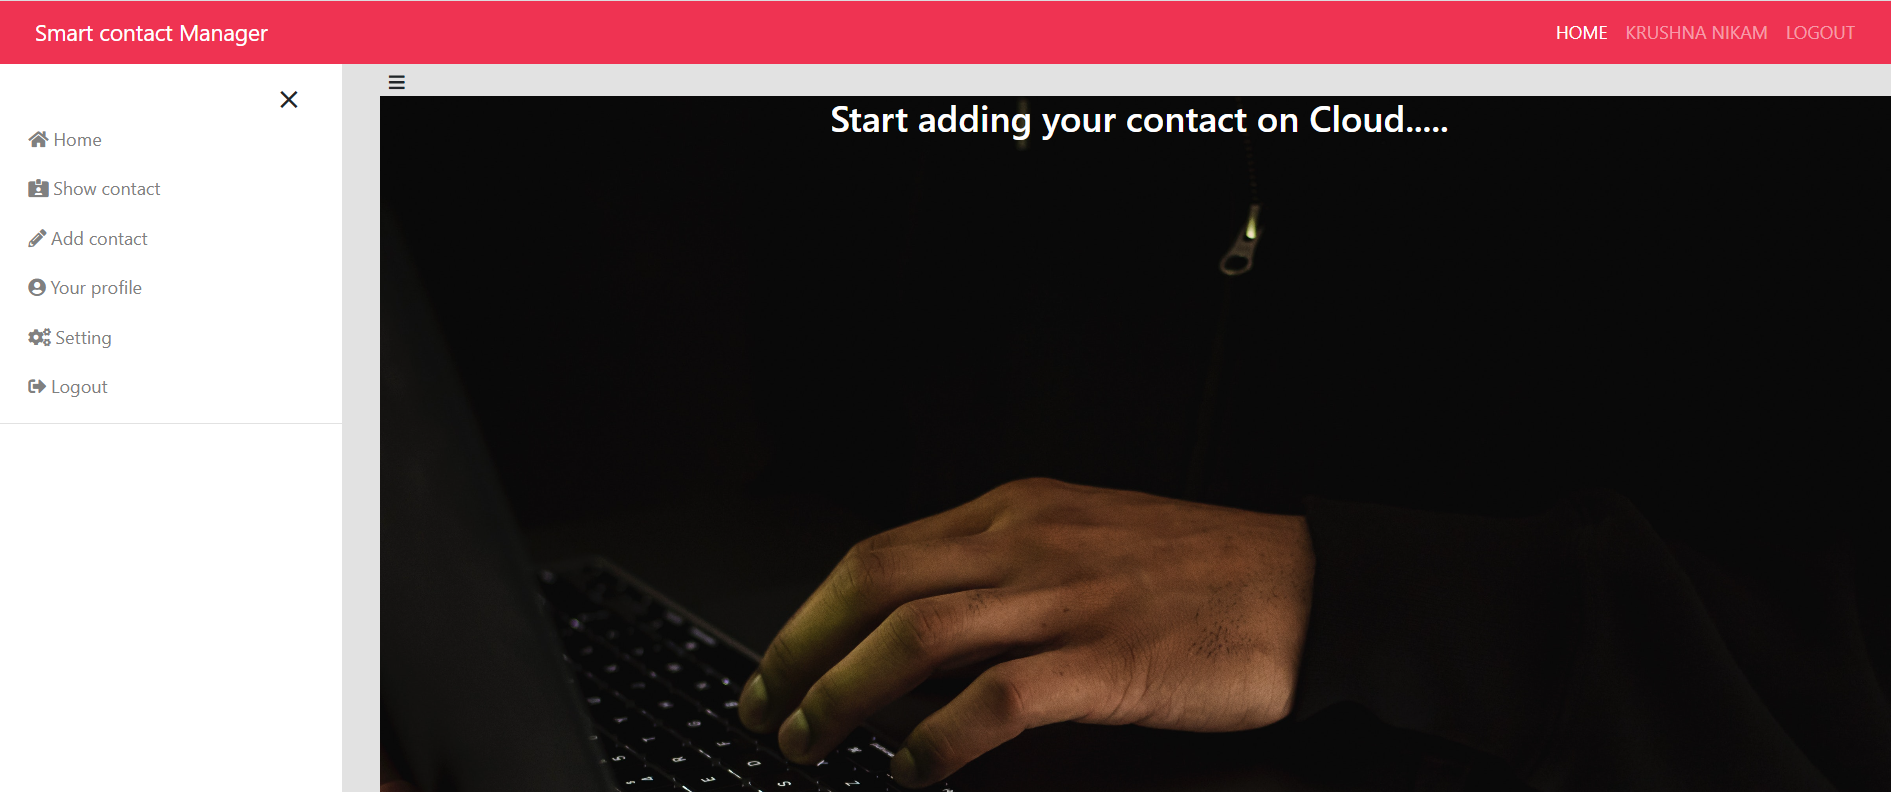 Smart contact Manager
HOME KRUSHNA NIKAM LOGOUT
Home
Show contact
Add contact
Your profile
Setting
Logout
Start adding your contact on Cloud.....